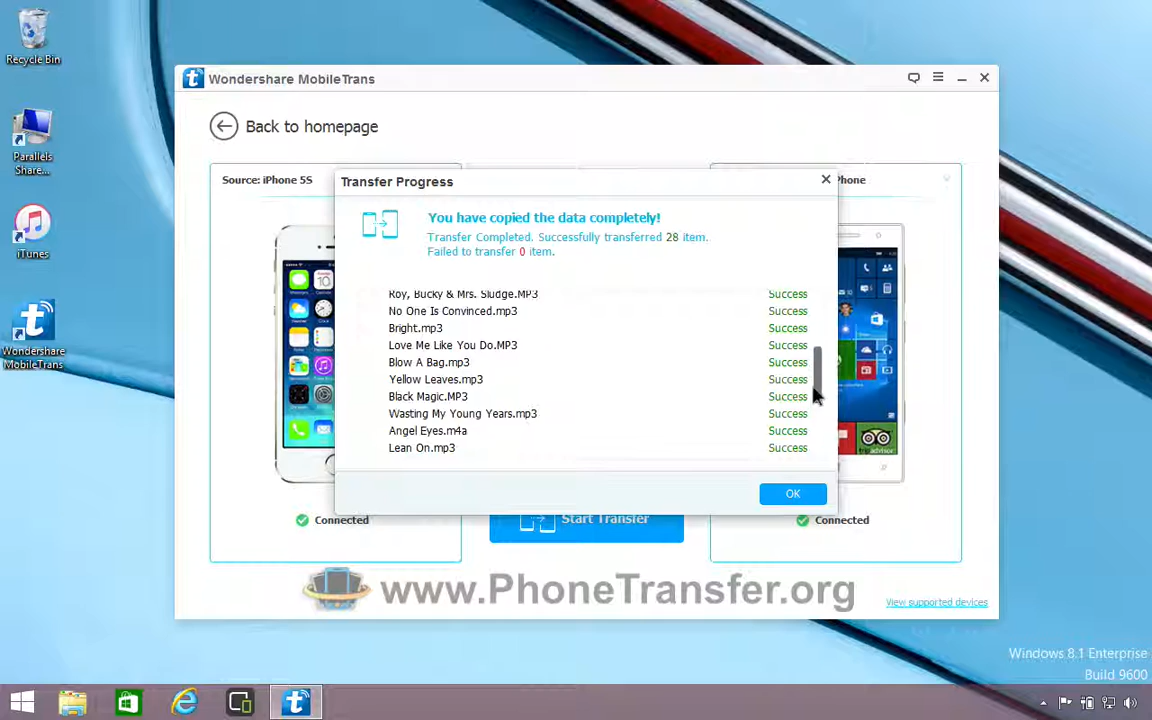 Recycle Bin
Parallels
Share...
iTunes
Wondershare
MobileTrans
Wondershare MobileTrans
Back to homepage
Source: iPhone 5S
Phone
Transfer Progress
You have copied the data completely!
Transfer Completed. Successfully transferred 28 item.
Failed to transfer 0 item.
Roy, Bucky & Mrs. Sludge.MP3 Success
No One Is Convinced.mp3 Success
Bright.mp3 Success
Love Me Like You Do.MP3 Success
Blow A Bag.mp3 Success
Yellow Leaves.mp3 Success
Black Magic.MP3 Success
Wasting My Young Years.mp3 Success
Angel Eyes.m4a Success
Lean On.mp3 Success
OK
Connected
Start Transfer
Connected
www.PhoneTransfer.org
View supported devices
Windows 8.1 Enterprise
Build 9600